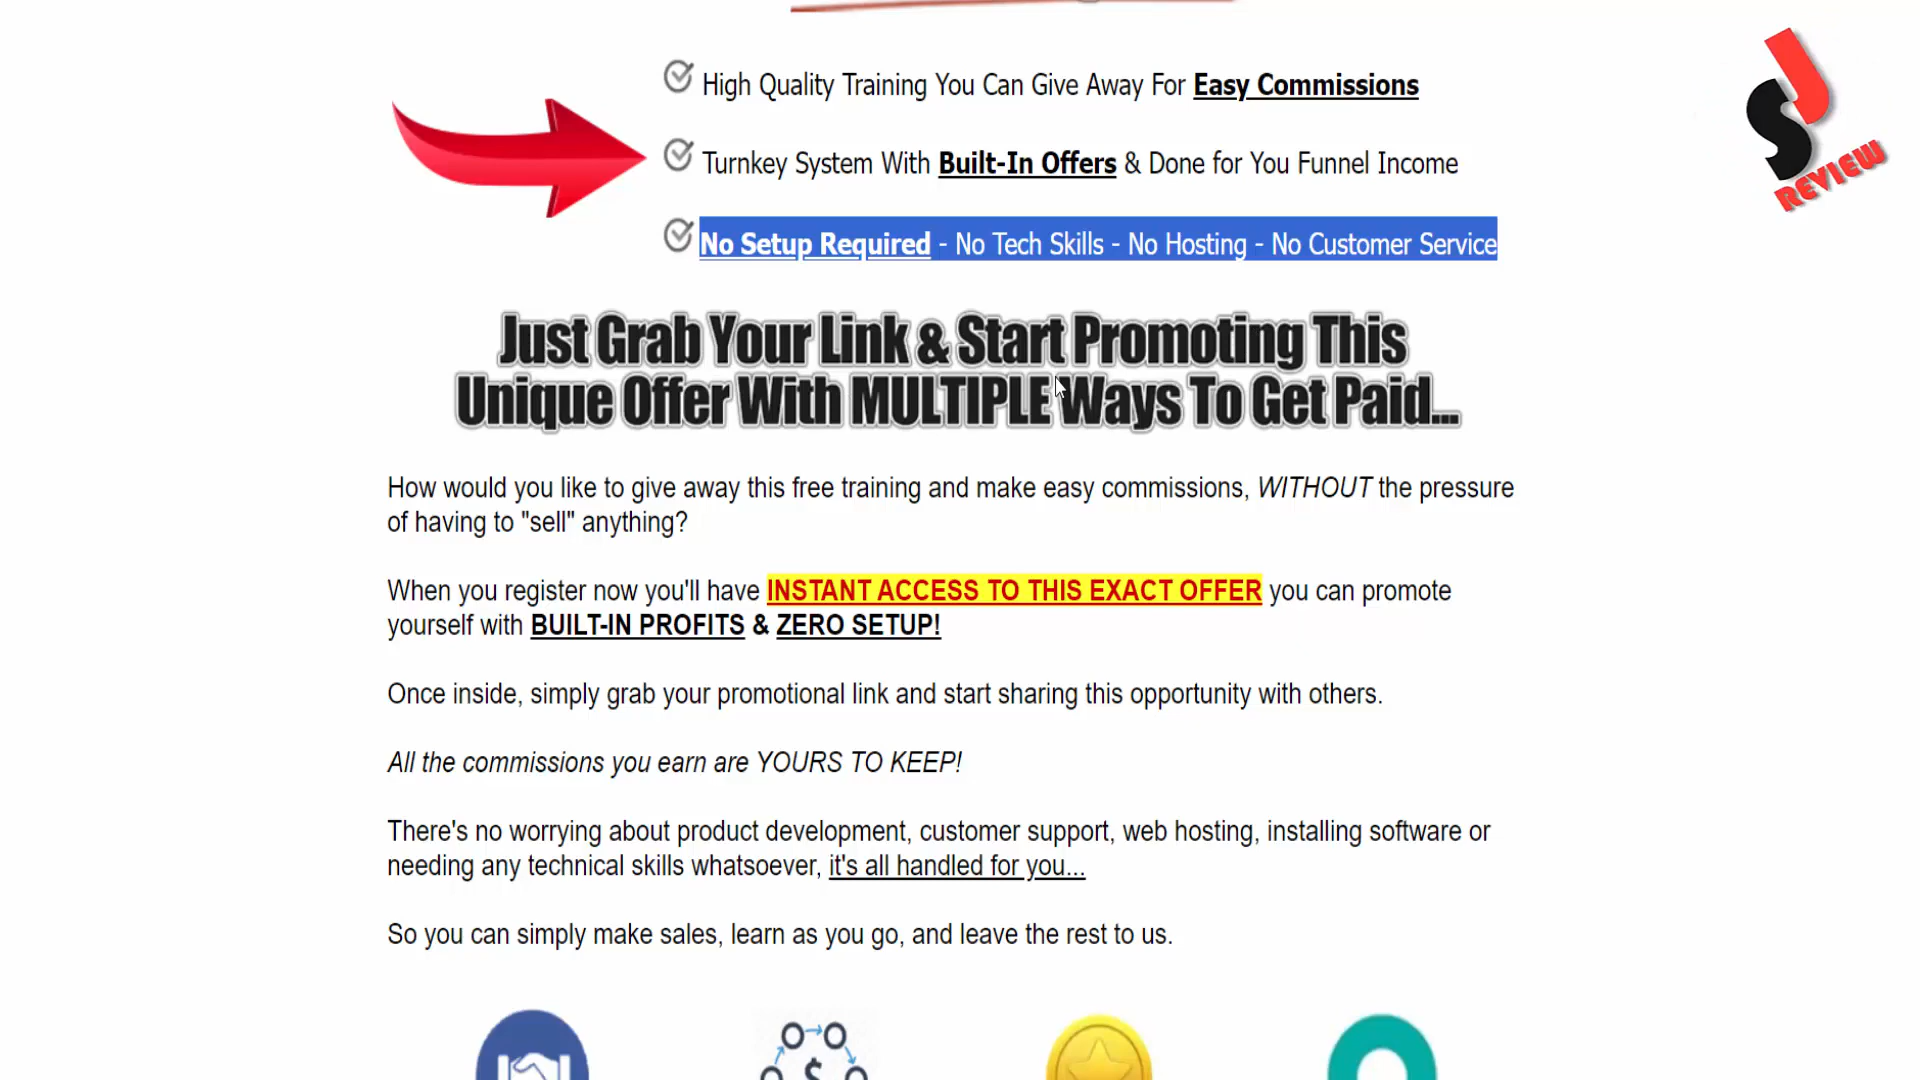 High Quality Training You Can Give Away For Easy Commissions
Turnkey System With Built-In Offers & Done for You Funnel Income
No Setup Required - No Tech Skills - No Hosting - No Customer Service
SJ
REVIEW
Just Grab Your Link & Start Promoting This
Unique Offer With MULTIPLE Ways To Get Paid...
How would you like to give away this free training and make easy commissions, WITHOUT the pressure
of having to "sell" anything?
When you register now you'll have INSTANT ACCESS TO THIS EXACT OFFER you can promote
yourself with BUILT-IN PROFITS & ZERO SETUP!
Once inside, simply grab your promotional link and start sharing this opportunity with others.
All the commissions you earn are YOURS TO KEEP!
There's no worrying about product development, customer support, web hosting, installing software or
needing any technical skills whatsoever, it's all handled for you...
So you can simply make sales, learn as you go, and leave the rest to us.
$